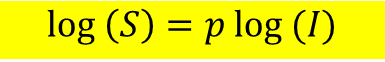 log (S) = p log (I)